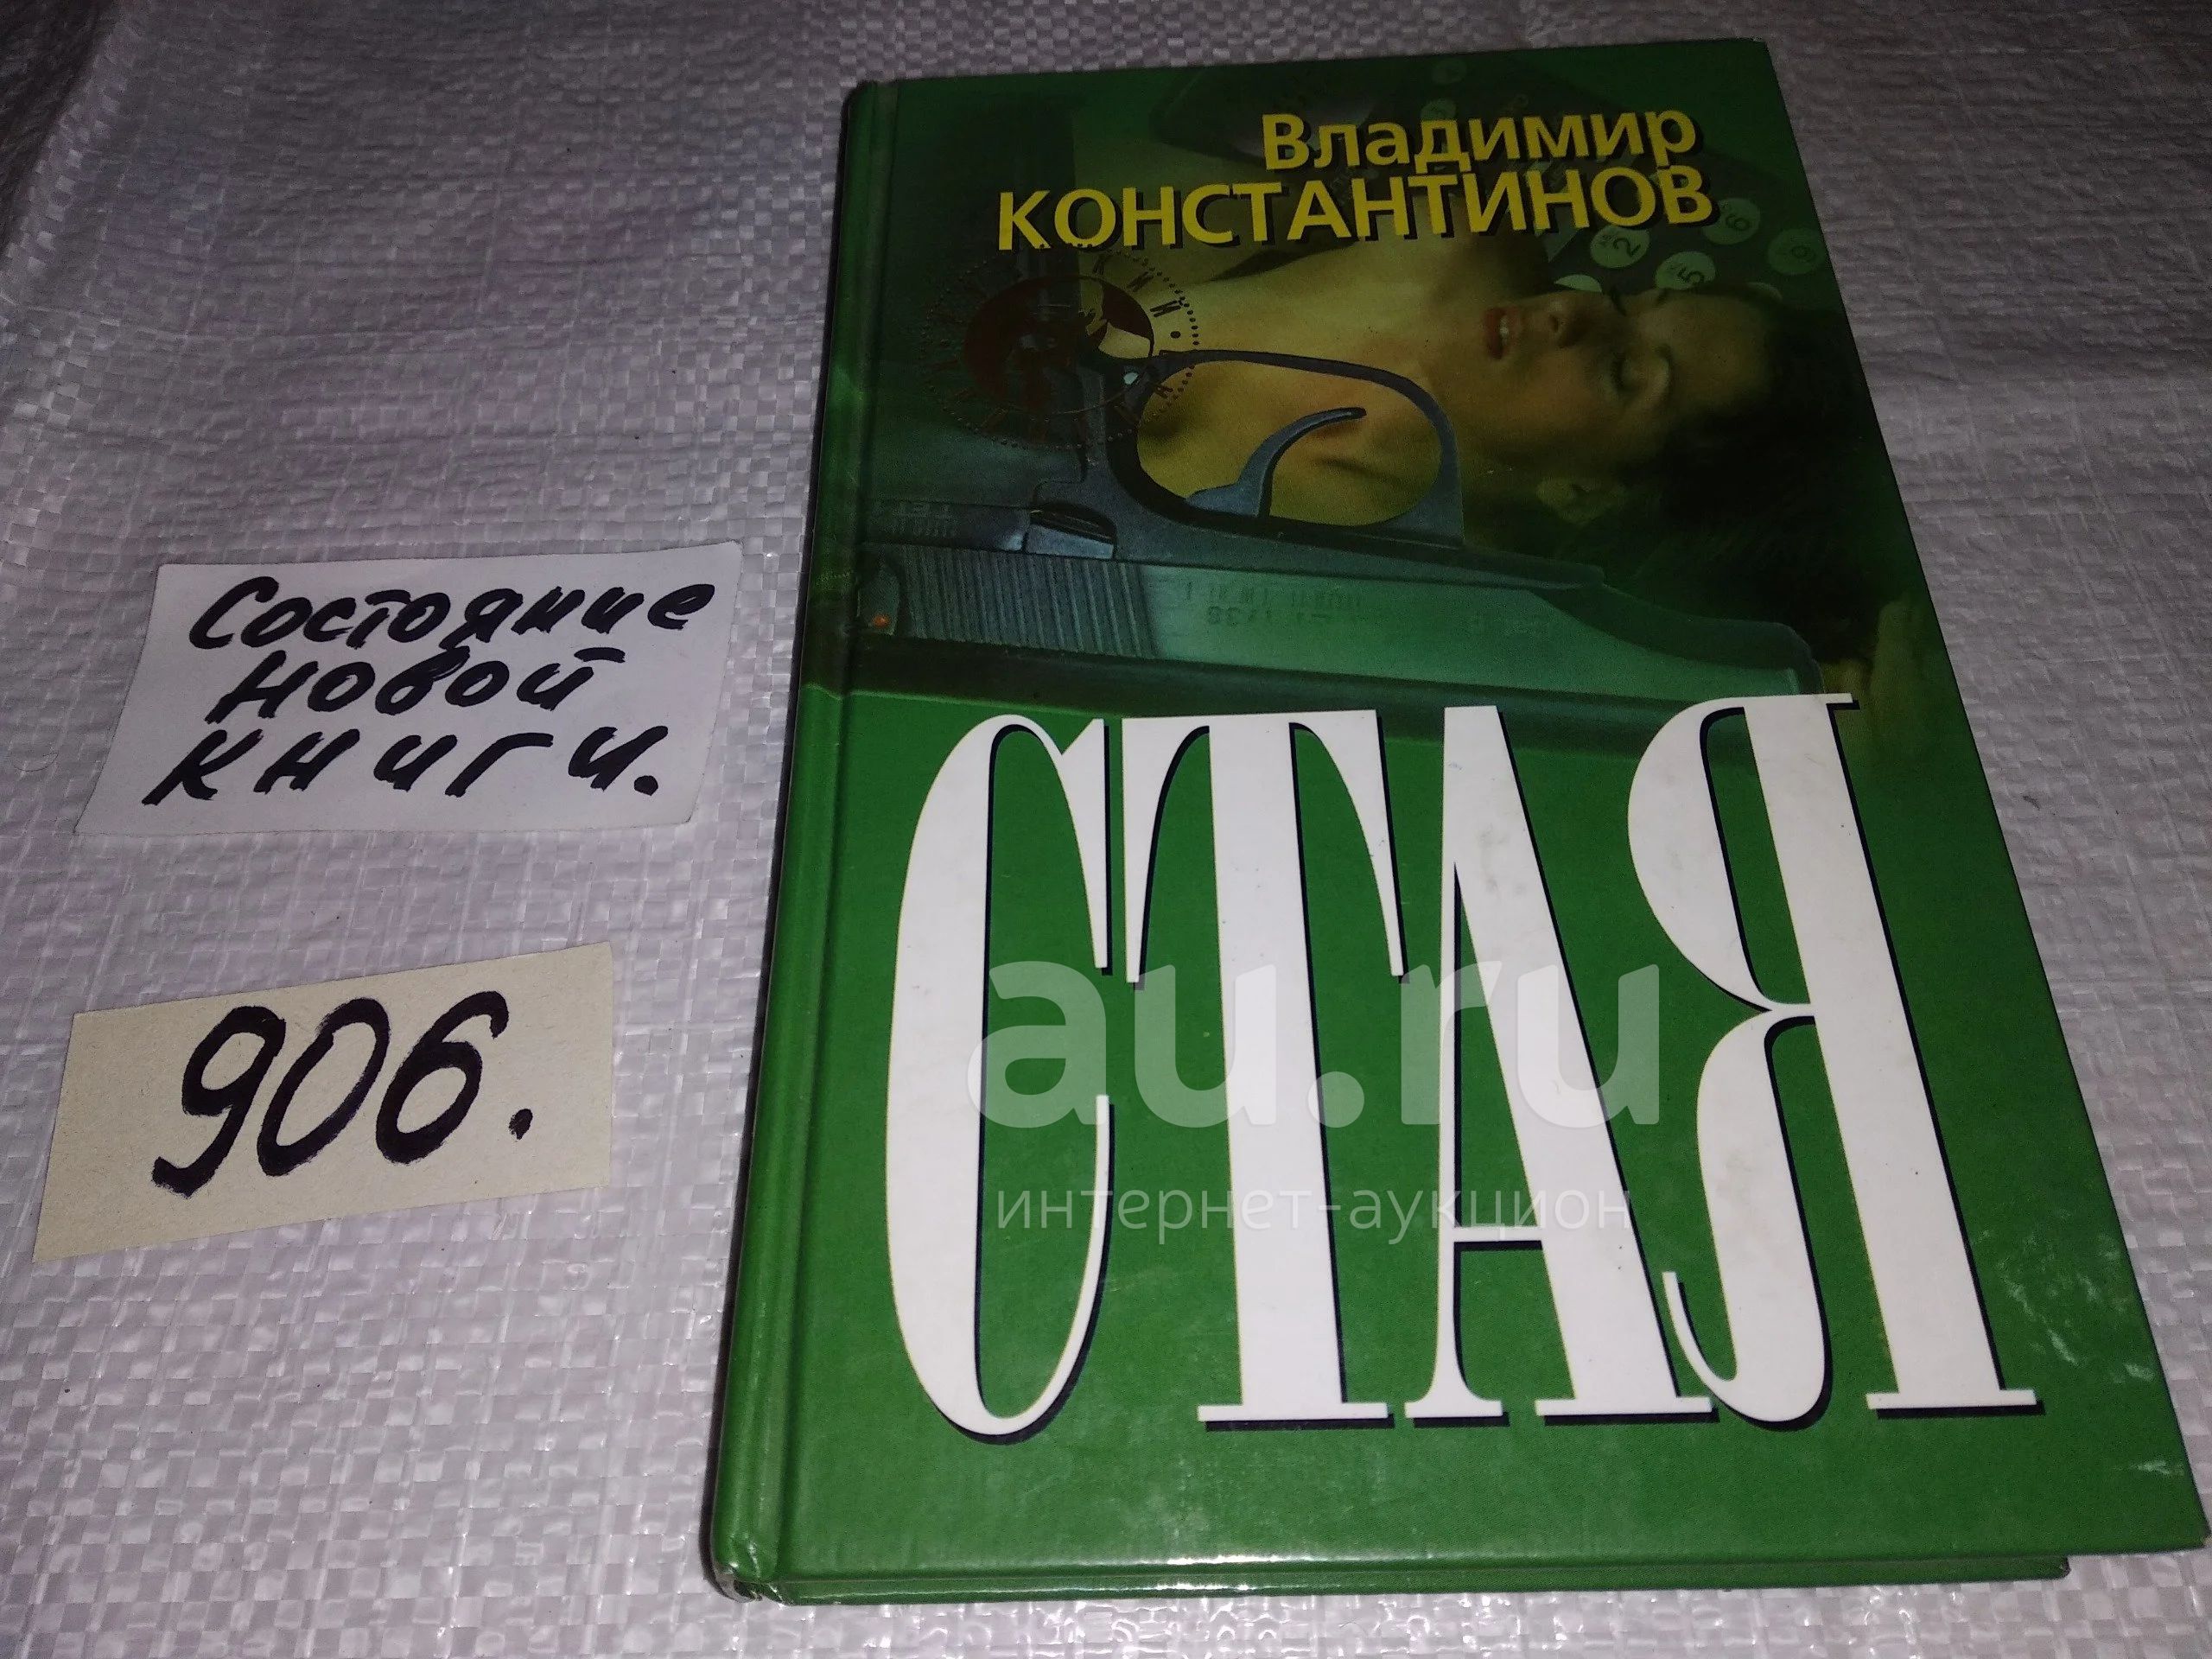 Владимир
КОНСТАНТИНОВ
СТАЯ
Состояние
новой
книги.
906.
au.ru
интернет-аукцион